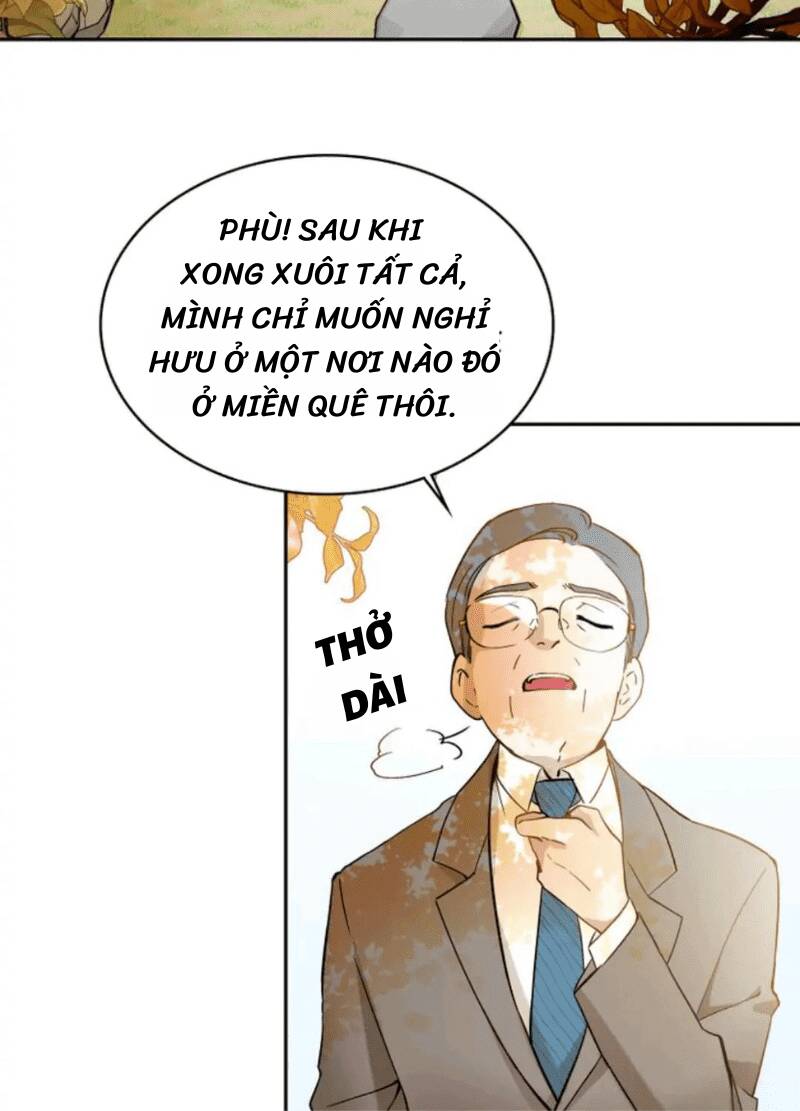 PHÙ! SAU KHI
XONG XUÔI TẤT CẢ,
MÌNH CHỈ MUỐN NGHỈ
HƯU Ở MỘT NƠI NÀO ĐÓ
Ở MIỀN QUÊ THÔI.
THỞ
DÀI